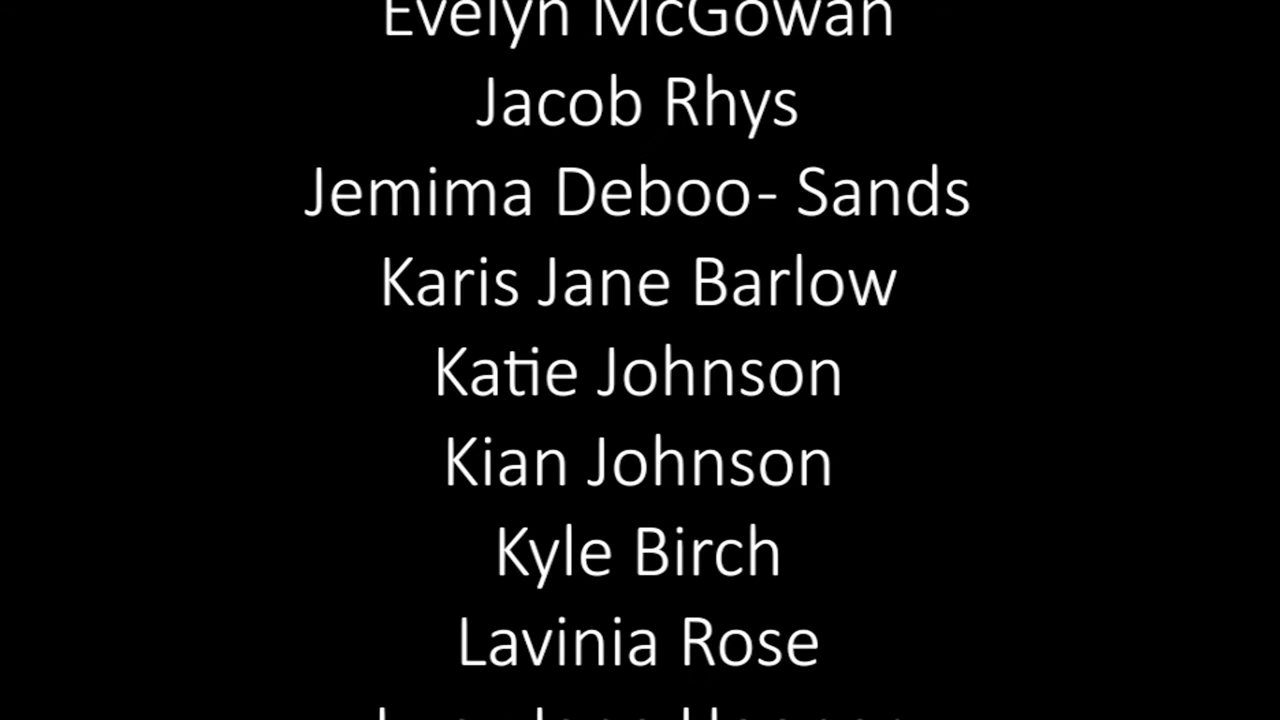 Evelyn McGowan
Jacob Rhys
Jemima Deboo- Sands
Karis Jane Barlow
Katie Johnson
Kian Johnson
Kyle Birch
Lavinia Rose